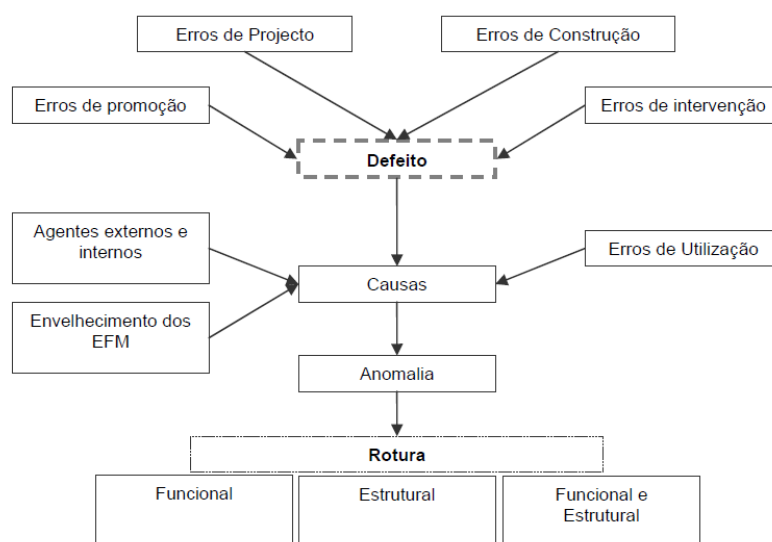 Erros de Projecto
Erros de Construção
Erros de promoção
Erros de intervenção
Defeito
Agentes externos e
internos
Erros de Utilização
Causas
Envelhecimento dos
EFM
Anomalia
Rotura
Funcional
Estrutural
Funcional e
Estrutural